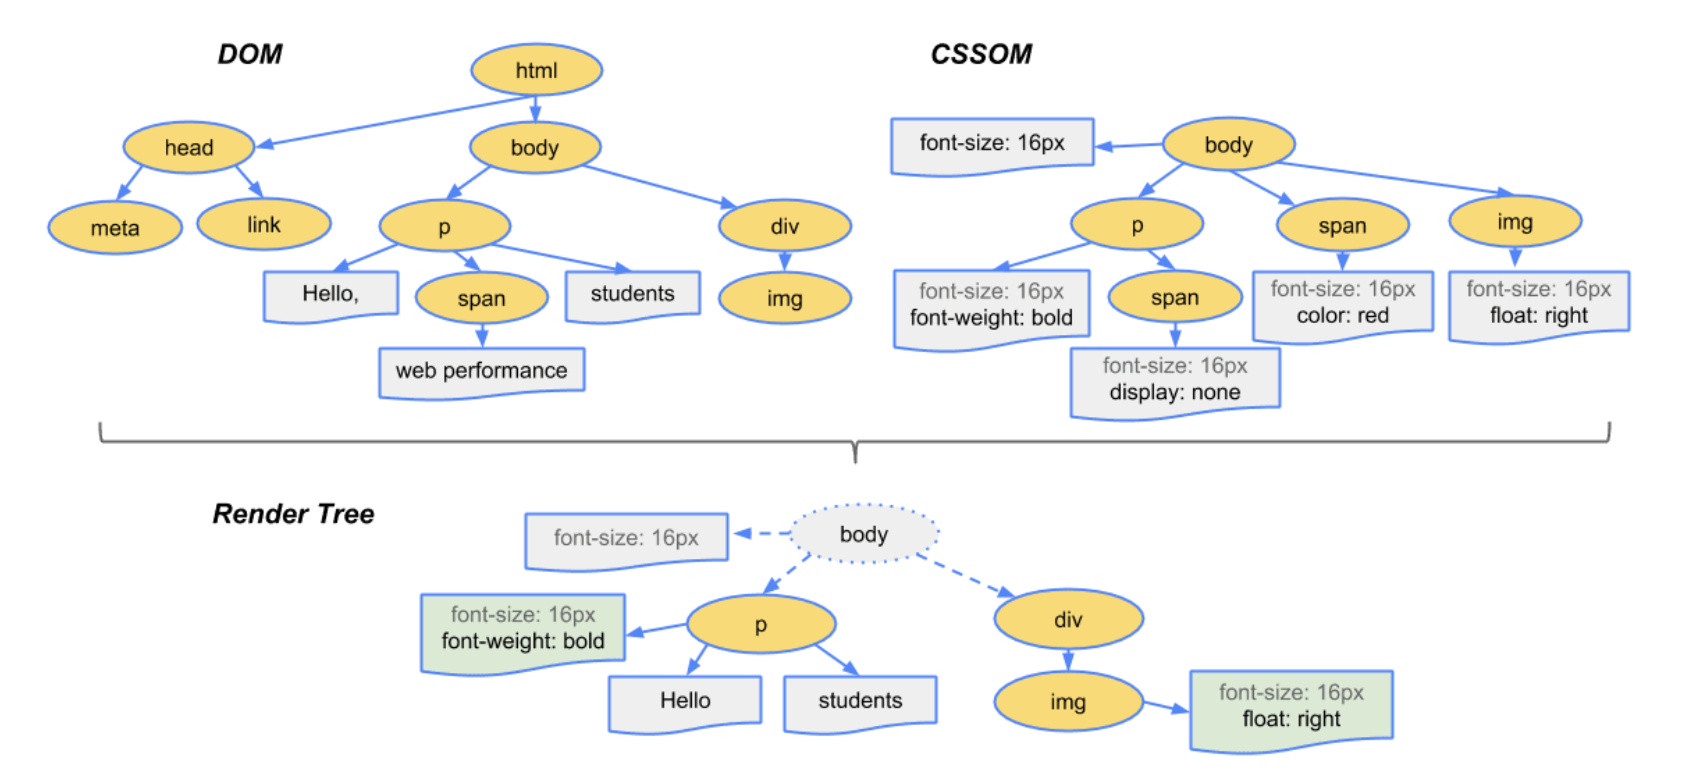 DOM
html
head
body
meta
link
p
div
Hello,
span
students
img
web performance
CSSOM
font-size: 16px
body
p
span
img
font-size: 16px
font-weight: bold
span
font-size: 16px
color: red
font-size: 16px
float: right
font-size: 16px
display: none
Render Tree
font-size: 16px
body
font-size: 16px
font-weight: bold
p
div
Hello
students
img
font-size: 16px
float: right